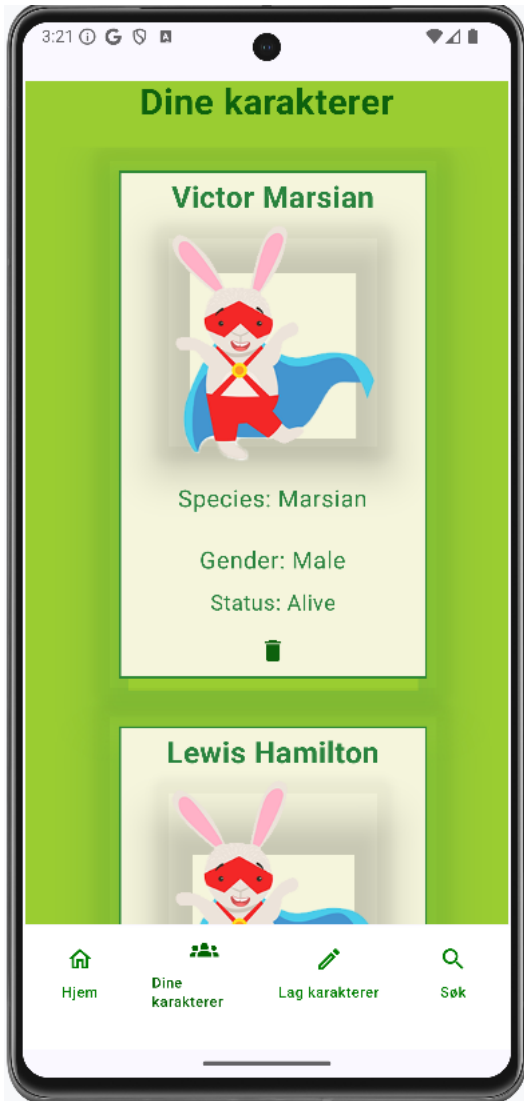 3:21
Dine karakterer
Victor Marsian
Species: Marsian
Gender: Male
Status: Alive
Lewis Hamilton
Hjem
Dine
karakterer
Lag karakterer
Søk